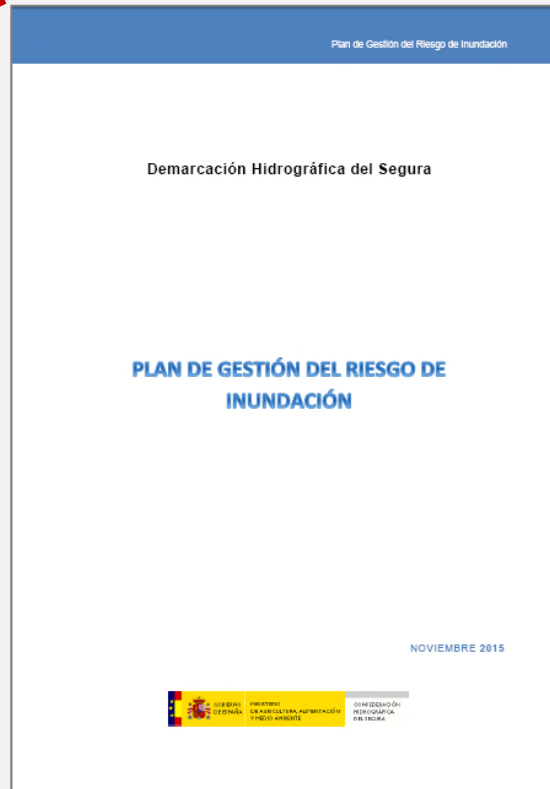 Plan de Gestión del Riesgo de Inundación
Demarcación Hidrográfica del Segura
PLAN DE GESTIÓN DEL RIESGO DE
INUNDACIÓN
NOVIEMBRE 2015
GOBIERNO
DE ESPAÑA
MINISTERIO
DE AGRICULTURA, ALIMENTACIÓN
Y MEDIO AMBIENTE
CONFEDERACIÓN
HIDROGRÁFICA
DEL SEGURA